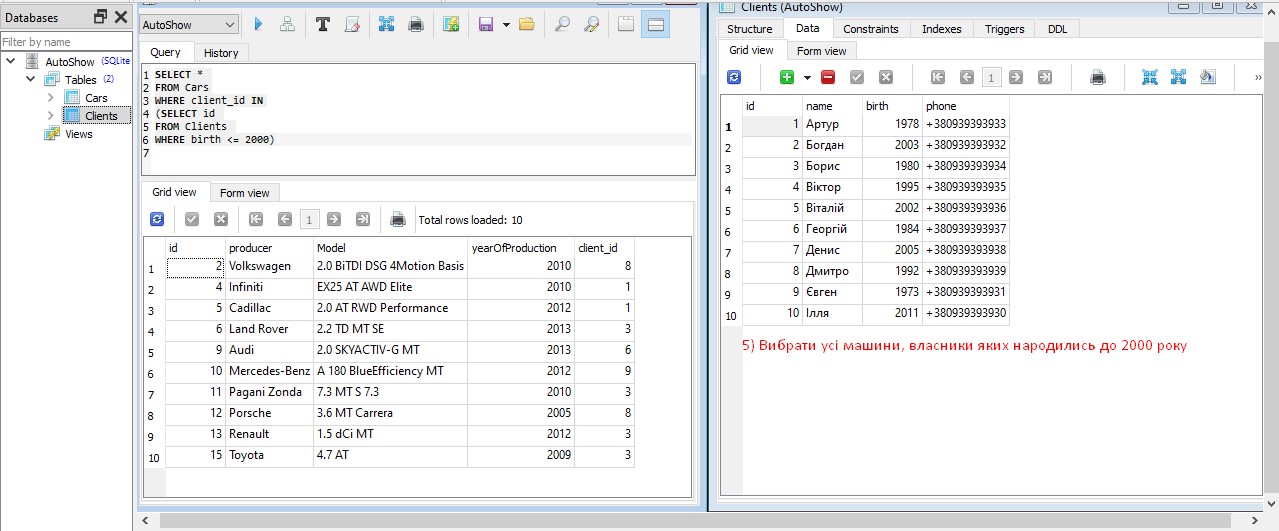 Databases
Filter by name
AutoShow (SQLite
Tables (2)
Cars
Clients
Views
AutoShow
Query
History
1 SELECT *
2 FROM Cars
3 WHERE client_id IN
4 (SELECT id
5 FROM Clients
6 WHERE birth <= 2000)
7
Grid view
Form view
1
Total rows loaded: 10
id producer Model yearOfProduction client_id
1 2 Volkswagen 2.0 BiTDI DSG 4Motion Basis 2010 8
2 4 Infiniti EX25 AT AWD Elite 2010 1
3 5 Cadillac 2.0 AT RWD Performance 2012 1
4 6 Land Rover 2.2 TD MT SE 2013 3
5 9 Audi 2.0 SKYACTIV-G MT 2013 6
6 10 Mercedes-Benz A 180 BlueEfficiency MT 2012 9
7 11 Pagani Zonda 7.3 MT S 7.3 2010 3
8 12 Porsche 3.6 MT Carrera 2005 8
9 13 Renault 1.5 dCi MT 2012 3
10 15 Toyota 4.7 AT 2009 3
Clients (AutoShow)
Structure Data Constraints Indexes Triggers DDL
Grid view
Form view
1
»
id name birth phone
1 1 Артур 1978 +380939393933
2 2 Богдан 2003 +380939393932
3 3 Борис 1980 +380939393934
4 4 Віктор 1995 +380939393935
5 5 Віталій 2002 +380939393936
6 6 Георгій 1984 +380939393937
7 7 Денис 2005 +380939393938
8 8 Дмитро 1992 +380939393939
9 9 Євген 1973 +380939393931
10 10 Ілля 2011 +380939393930
5) Вибрати усі машини, власники яких народились до 2000 року